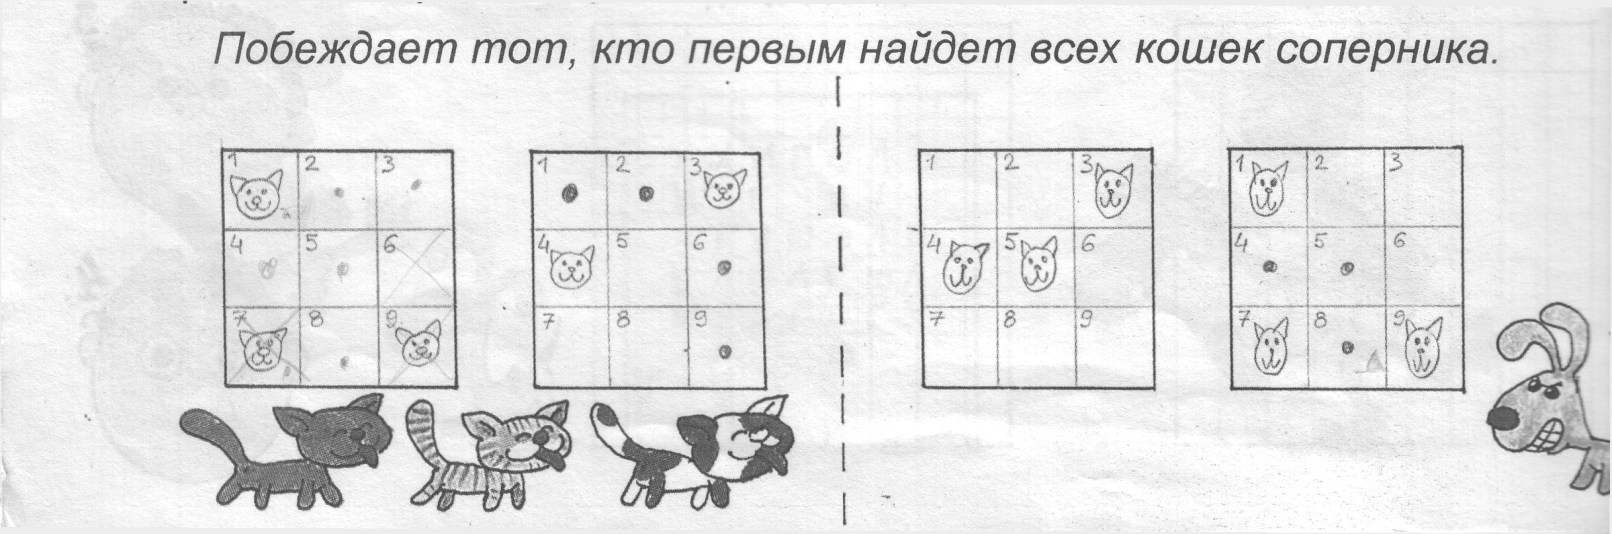 Побеждает тот, кто первым найдет всех кошек соперника.
1 2 3 1 2 3 1 2 3 1 2 3
4 5 6 4 5 6 4 5 6 4 5 6
7 8 9 7 8 9 7 8 9 7 8 9